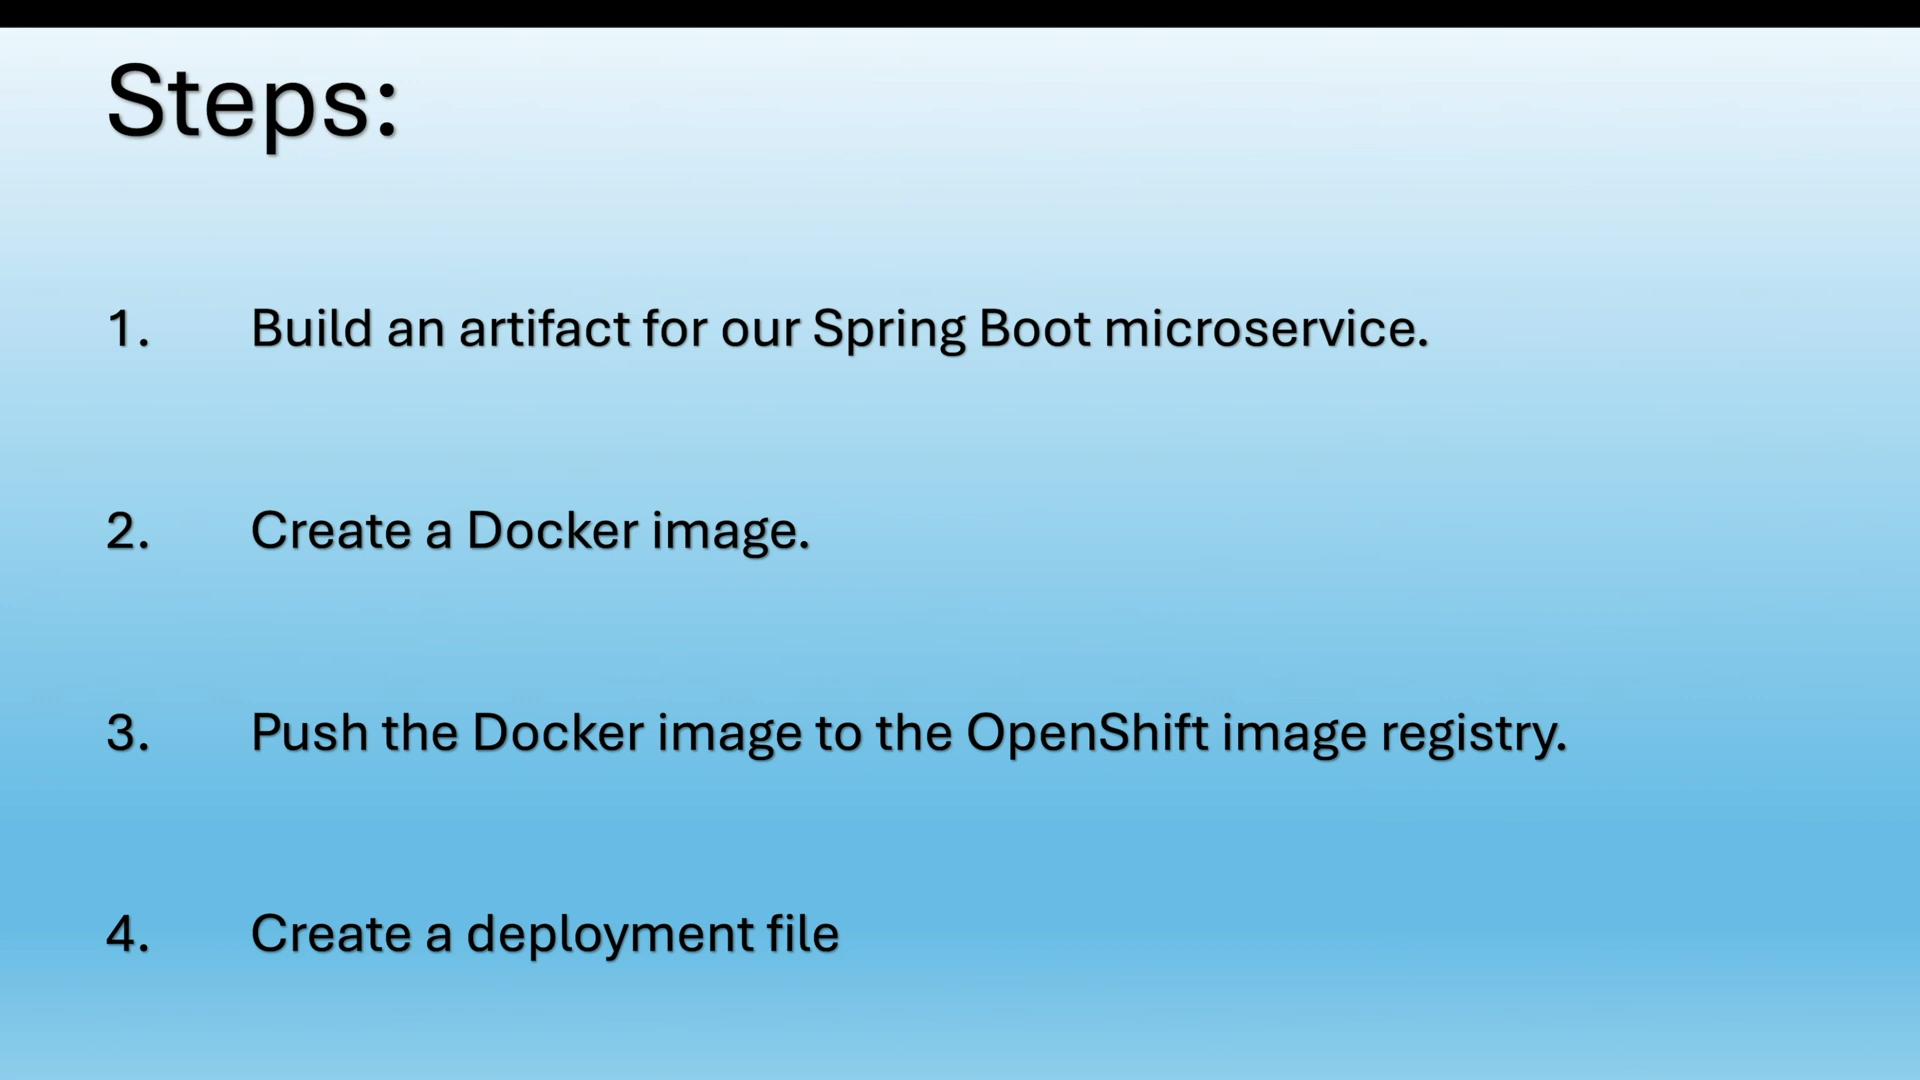 Steps:
1. Build an artifact for our Spring Boot microservice.
2. Create a Docker image.
3. Push the Docker image to the OpenShift image registry.
4. Create a deployment file